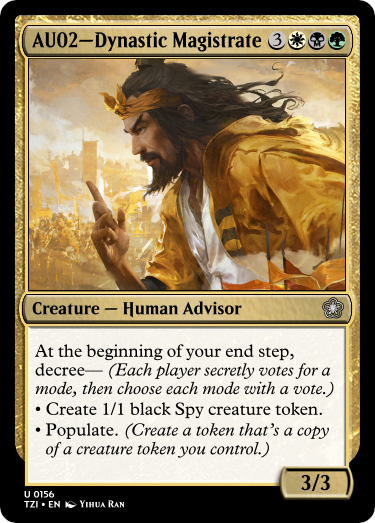 AU02—Dynastic Magistrate 3
Creature — Human Advisor
At the beginning of your end step,
decree— (Each player secretly votes for a
mode, then choose each mode with a vote.)
• Create 1/1 black Spy creature token.
• Populate. (Create a token that's a copy
of a creature token you control.)
3/3
U 0156
TZI • EN Yihua Ran